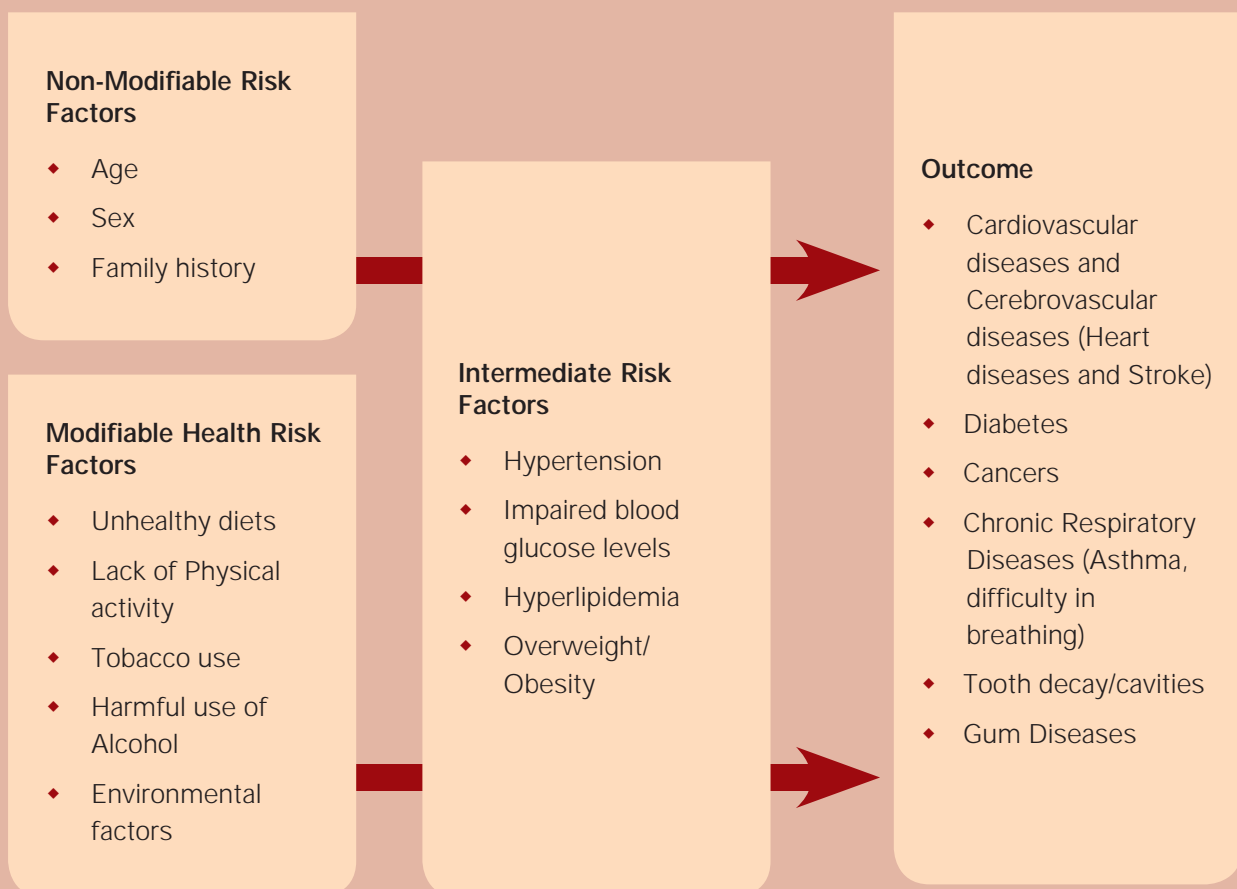 Non-Modifiable Risk
Factors
◆ Age
◆ Sex
◆ Family history
Modifiable Health Risk
Factors
◆ Unhealthy diets
◆ Lack of Physical
activity
◆ Tobacco use
◆ Harmful use of
Alcohol
◆ Environmental
factors
Intermediate Risk
Factors
◆ Hypertension
◆ Impaired blood
glucose levels
◆ Hyperlipidemia
◆ Overweight/
Obesity
Outcome
◆ Cardiovascular
diseases and
Cerebrovascular
diseases (Heart
diseases and Stroke)
◆ Diabetes
◆ Cancers
◆ Chronic Respiratory
Diseases (Asthma,
difficulty in
breathing)
◆ Tooth decay/cavities
◆ Gum Diseases